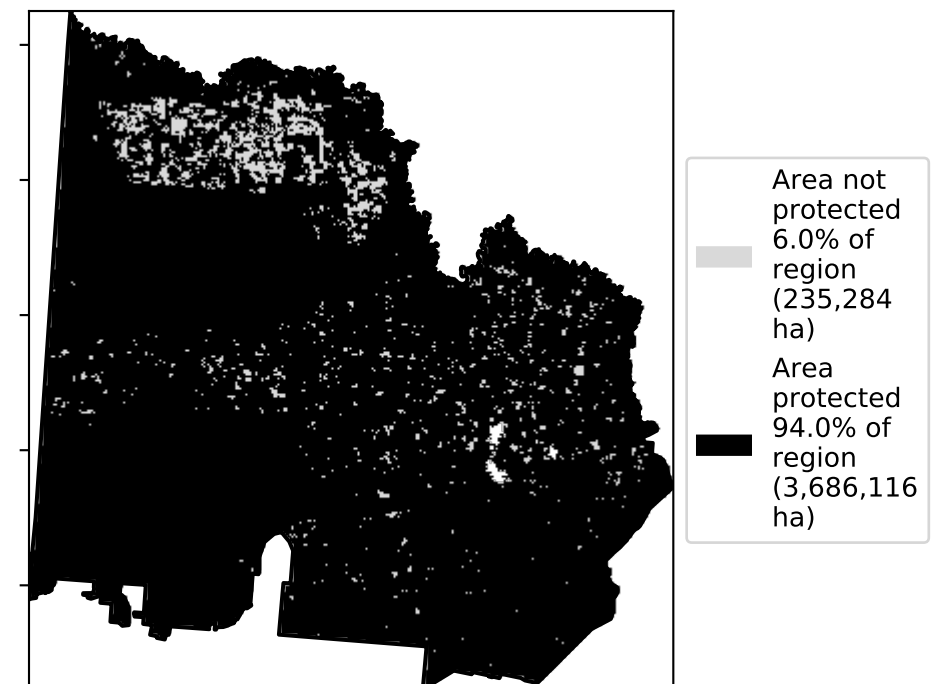 Area not
protected
6.0% of
region
(235,284
ha)
Area
protected
94.0% of
region
(3,686,116
ha)